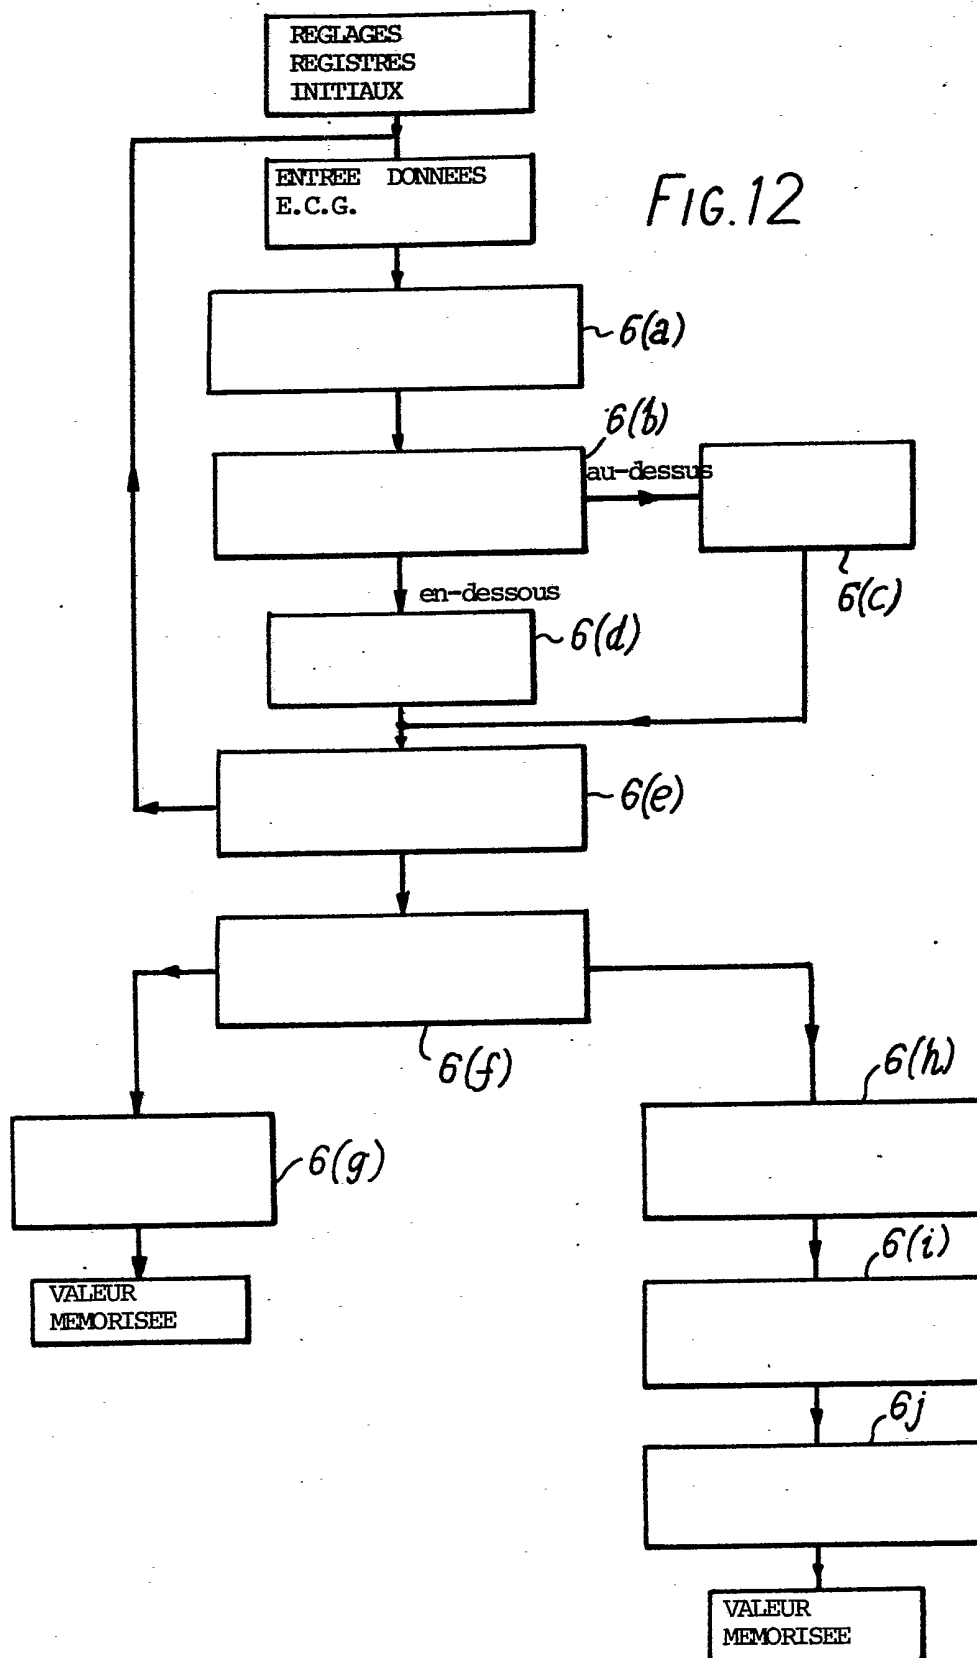 REGLAGES
REGISTRES
INITIAUX
ENTREE DONNEES
E.C.G.
FIG.12
6(a)
6(b)
au-dessus
6(c)
en-dessous
6(d)
6(e)
6(f)
6(h)
6(g)
6(i)
VALEUR
MEMORISEE
6j
VALEUR
MEMORISEE